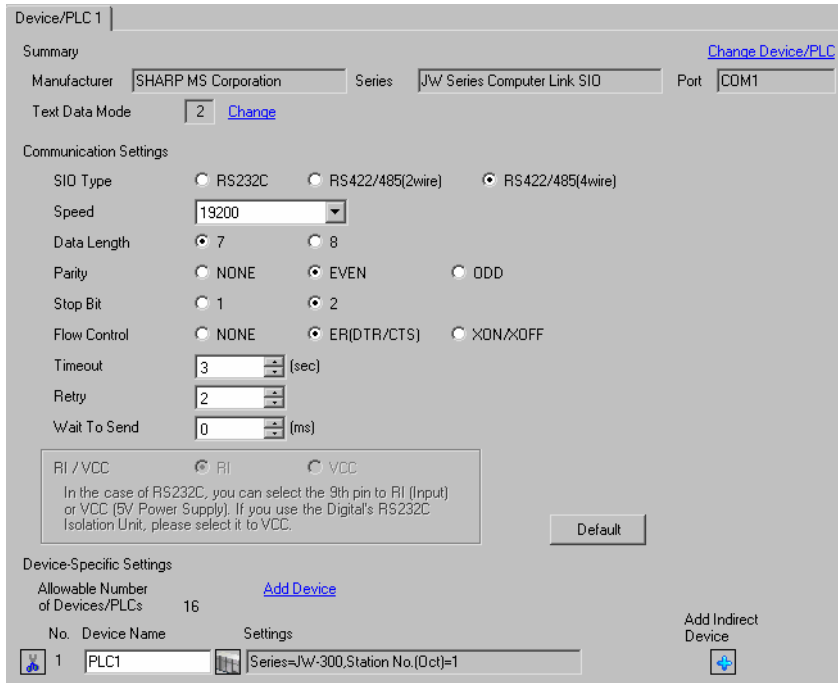 Device/PLC 1
Summary Change Device/PLC
Manufacturer SHARP MS Corporation Series JW Series Computer Link SIO Port COM1
Text Data Mode 2 Change
Communication Settings
SIO Type RS232C RS422/485(2wire) RS422/485(4wire)
Speed 19200
Data Length 7 8
Parity NONE EVEN ODD
Stop Bit 1 2
Flow Control NONE ER(DTR/CTS) XON/XOFF
Timeout 3 (sec)
Retry 2
Wait To Send 0 (ms)
RI / VCC RI VCC
In the case of RS232C, you can select the 9th pin to RI (Input)
or VCC (5V Power Supply). If you use the Digital's RS232C
Isolation Unit, please select it to VCC.
Default
Device-Specific Settings
Allowable Number Add Device
of Devices/PLCs 16
Add Indirect
Device
No. Device Name Settings
1 PLC1 Series=JW-300,Station No.(Oct)=1